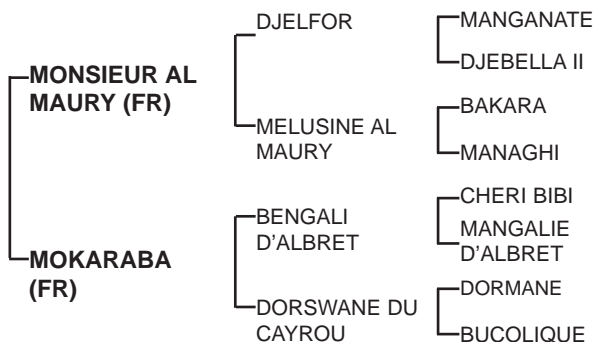 DJELFOR
MANGANATE
DJEBELLA II
MONSIEUR AL
MAURY (FR)
MELUSINE AL
MAURY
BAKARA
MANAGHI
BENGALI
D'ALBRET
CHERI BIBI
MANGALIE
D'ALBRET
MOKARABA
(FR)
DORSWANE DU
CAYROU
DORMANE
BUCOLIQUE